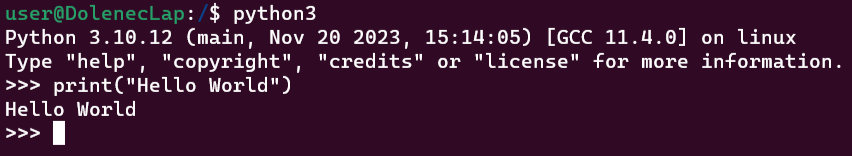 user@DolenecLap:/$ python3
Python 3.10.12 (main, Nov 20 2023, 15:14:05) [GCC 11.4.0] on linux
Type "help", "copyright", "credits" or "license" for more information.
>>> print("Hello World")
Hello World
>>>